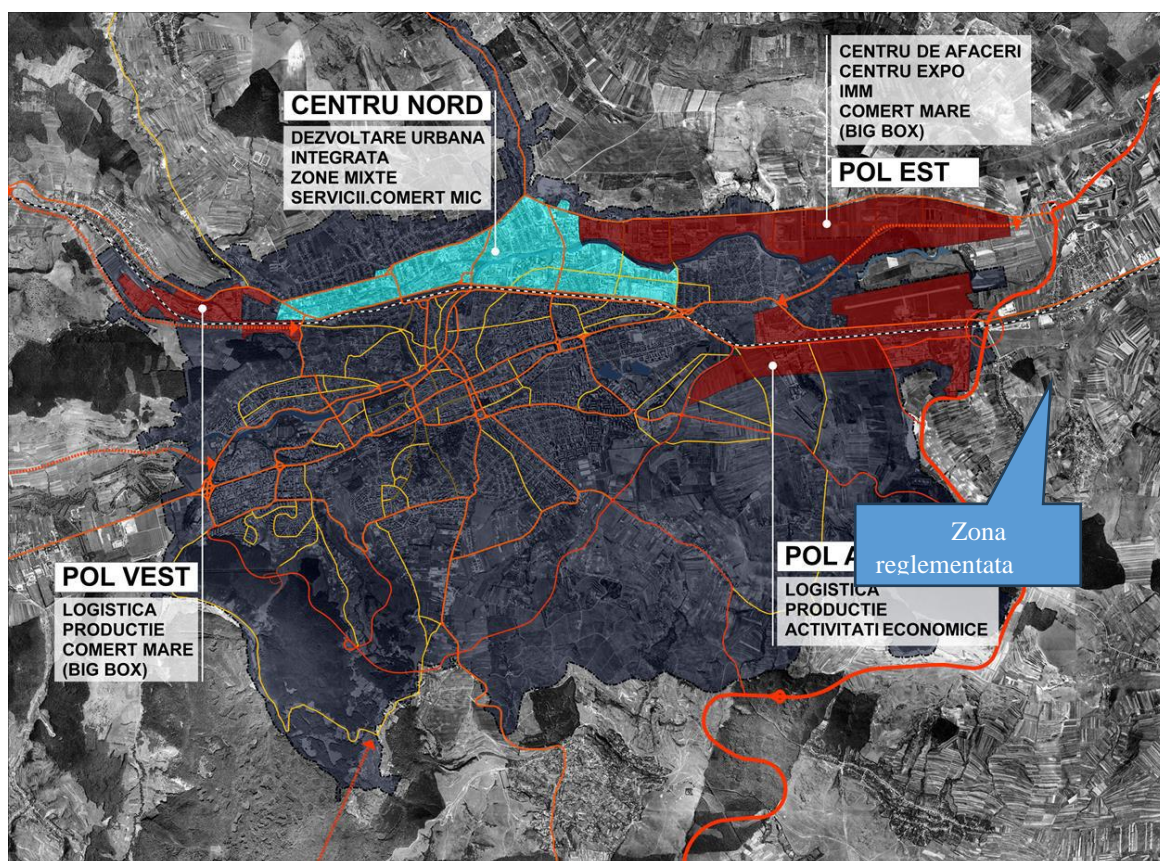 CENTRU NORD
DEZVOLTARE URBANA
INTEGRATA
ZONE MIXTE
SERVICII.COMERT MIC
CENTRU DE AFACERI
CENTRU EXPO
IMM
COMERT MARE
(BIG BOX)
POL EST
POL VEST
LOGISTICA
PRODUCTIE
COMERT MARE
(BIG BOX)
POL A
LOGISTICA
PRODUCTIE
ACTIVITATI ECONOMICE
Zona
reglementata